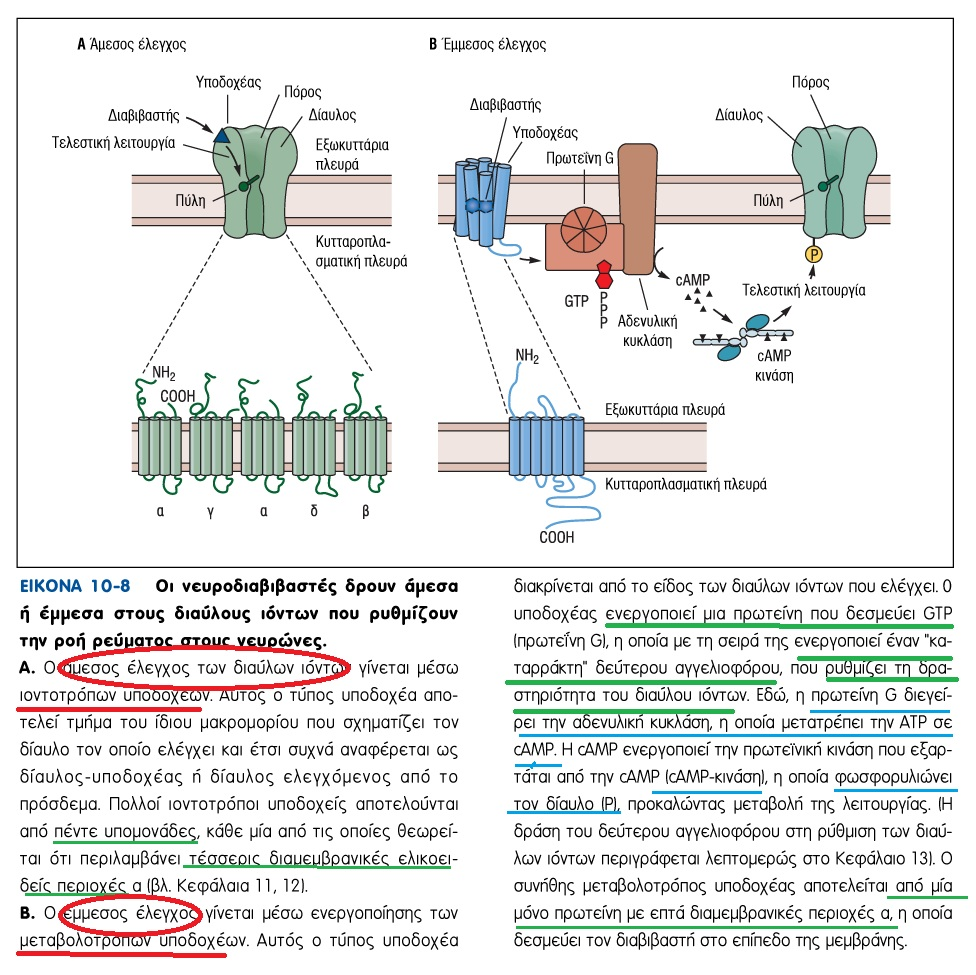 A Άμεσος έλεγχος
Υποδοχέας
Πόρος
Διαβιβαστής
Δίαυλος
Τελεστική λειτουργία
Εξωκυττάρια
πλευρά
Πύλη
Κυτταροπλα-
σματική πλευρά
NH2
COOH
α
γ
α
δ
β
B Έμμεσος έλεγχος
Διαβιβαστής
Υποδοχέας
Πρωτεΐνη G
Πόρος
Δίαυλος
Πύλη
P
cAMP
GTP
P
P
P
Αδενυλική
κυκλάση
Τελεστική λειτουργία
cAMP
κινάση
NH2
Εξωκυττάρια πλευρά
Κυτταροπλασματική πλευρά
COOH
ΕΙΚΟΝΑ 10-8 Οι νευροδιαβιβαστές δρουν άμεσα
ή έμμεσα στους διαύλους ιόντων που ρυθμίζουν
την ροή ρεύματος στους νευρώνες.
Α. Ο άμεσος έλεγχος των διαύλων ιόντων γίνεται μέσω
ιοντοτρόπων υποδοχέων. Αυτός ο τύπος υποδοχέα απο-
τελεί τμήμα του ίδιου μακρομορίου που σχηματίζει τον
δίαυλο τον οποίο ελέγχει και έτσι συχνά αναφέρεται ως
δίαυλος-υποδοχέας ή δίαυλος ελεγχόμενος από το
πρόσδεμα. Πολλοί ιοντοτρόποι υποδοχείς αποτελούνται
από πέντε υπομονάδες, κάθε μία από τις οποίες θεωρεί-
ται ότι περιλαμβάνει τέσσερις διαμεμβρανικές ελικοει-
δείς περιοχές α (βλ. Κεφάλαια 11, 12).
Β. Ο έμμεσος έλεγχος γίνεται μέσω ενεργοποίησης των
μεταβολοτρόπων υποδοχέων. Αυτός ο τύπος υποδοχέα
διακρίνεται από το είδος των διαύλων ιόντων που ελέγχει. 0
υποδοχέας ενεργοποιεί μια πρωτεΐνη που δεσμεύει GTP
(πρωτεΐνη G), η οποία με τη σειρά της ενεργοποιεί έναν "κα-
ταρράκτη" δεύτερου αγγελιοφόρου, που ρυθμίζει τη δρα-
στηριότητα του διαύλου ιόντων. Εδώ, η πρωτεΐνη G διεγεί-
ρει την αδενυλική κυκλάση, η οποία μετατρέπει την ATP σε
cAMP. Η cAMP ενεργοποιεί την πρωτεϊνική κινάση που εξαρ-
τάται από την cAMP (cAMP-κινάση), η οποία φωσφορυλιώνει
τον δίαυλο (P), προκαλώντας μεταβολή της λειτουργίας. (Η
δράση του δεύτερου αγγελιοφόρου στη ρύθμιση των διαύ-
λων ιόντων περιγράφεται λεπτομερώς στο Κεφάλαιο 13). Ο
συνήθης μεταβολοτρόπος υποδοχέας αποτελείται από μία
μόνο πρωτεΐνη με επτά διαμεμβρανικές περιοχές α, η οποία
δεσμεύει τον διαβιβαστή στο επίπεδο της μεμβράνης.